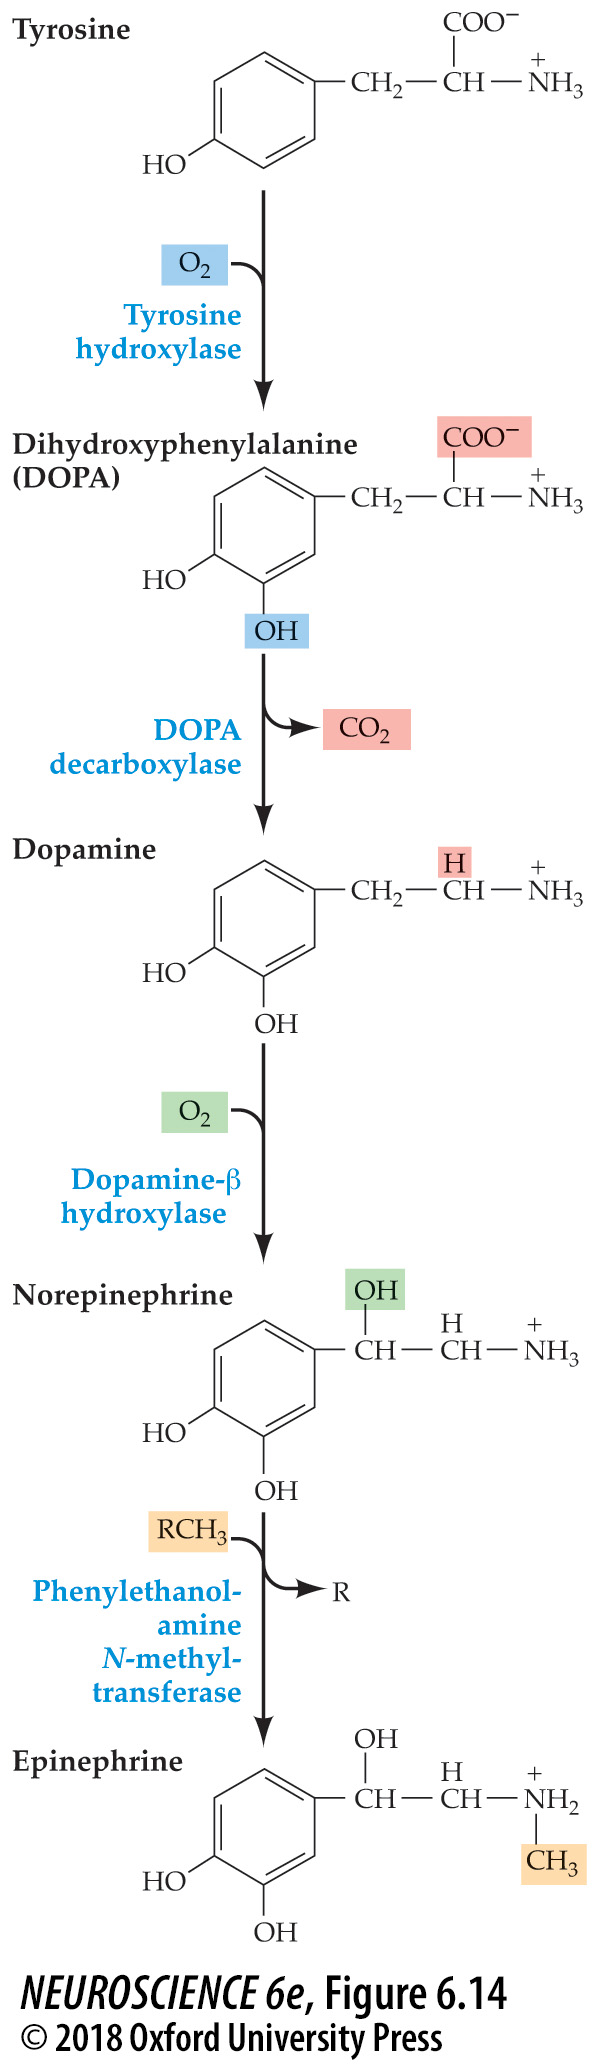 Tyrosine
COO⁻
CH₂
CH
+
NH₃
HO
O₂
Tyrosine
hydroxylase
Dihydroxyphenylalanine
(DOPA)
COO⁻
CH₂
CH
+
NH₃
HO
OH
DOPA
decarboxylase
CO₂
Dopamine
H
CH₂
CH
+
NH₃
HO
OH
O₂
Dopamine-β
hydroxylase
Norepinephrine
OH
CH
H
CH
+
NH₃
HO
OH
RCH₃
R
Phenylethanol-
amine
N-methyl-
transferase
Epinephrine
OH
CH
H
CH
+
NH₂
CH₃
HO
OH
NEUROSCIENCE 6e, Figure 6.14
© 2018 Oxford University Press